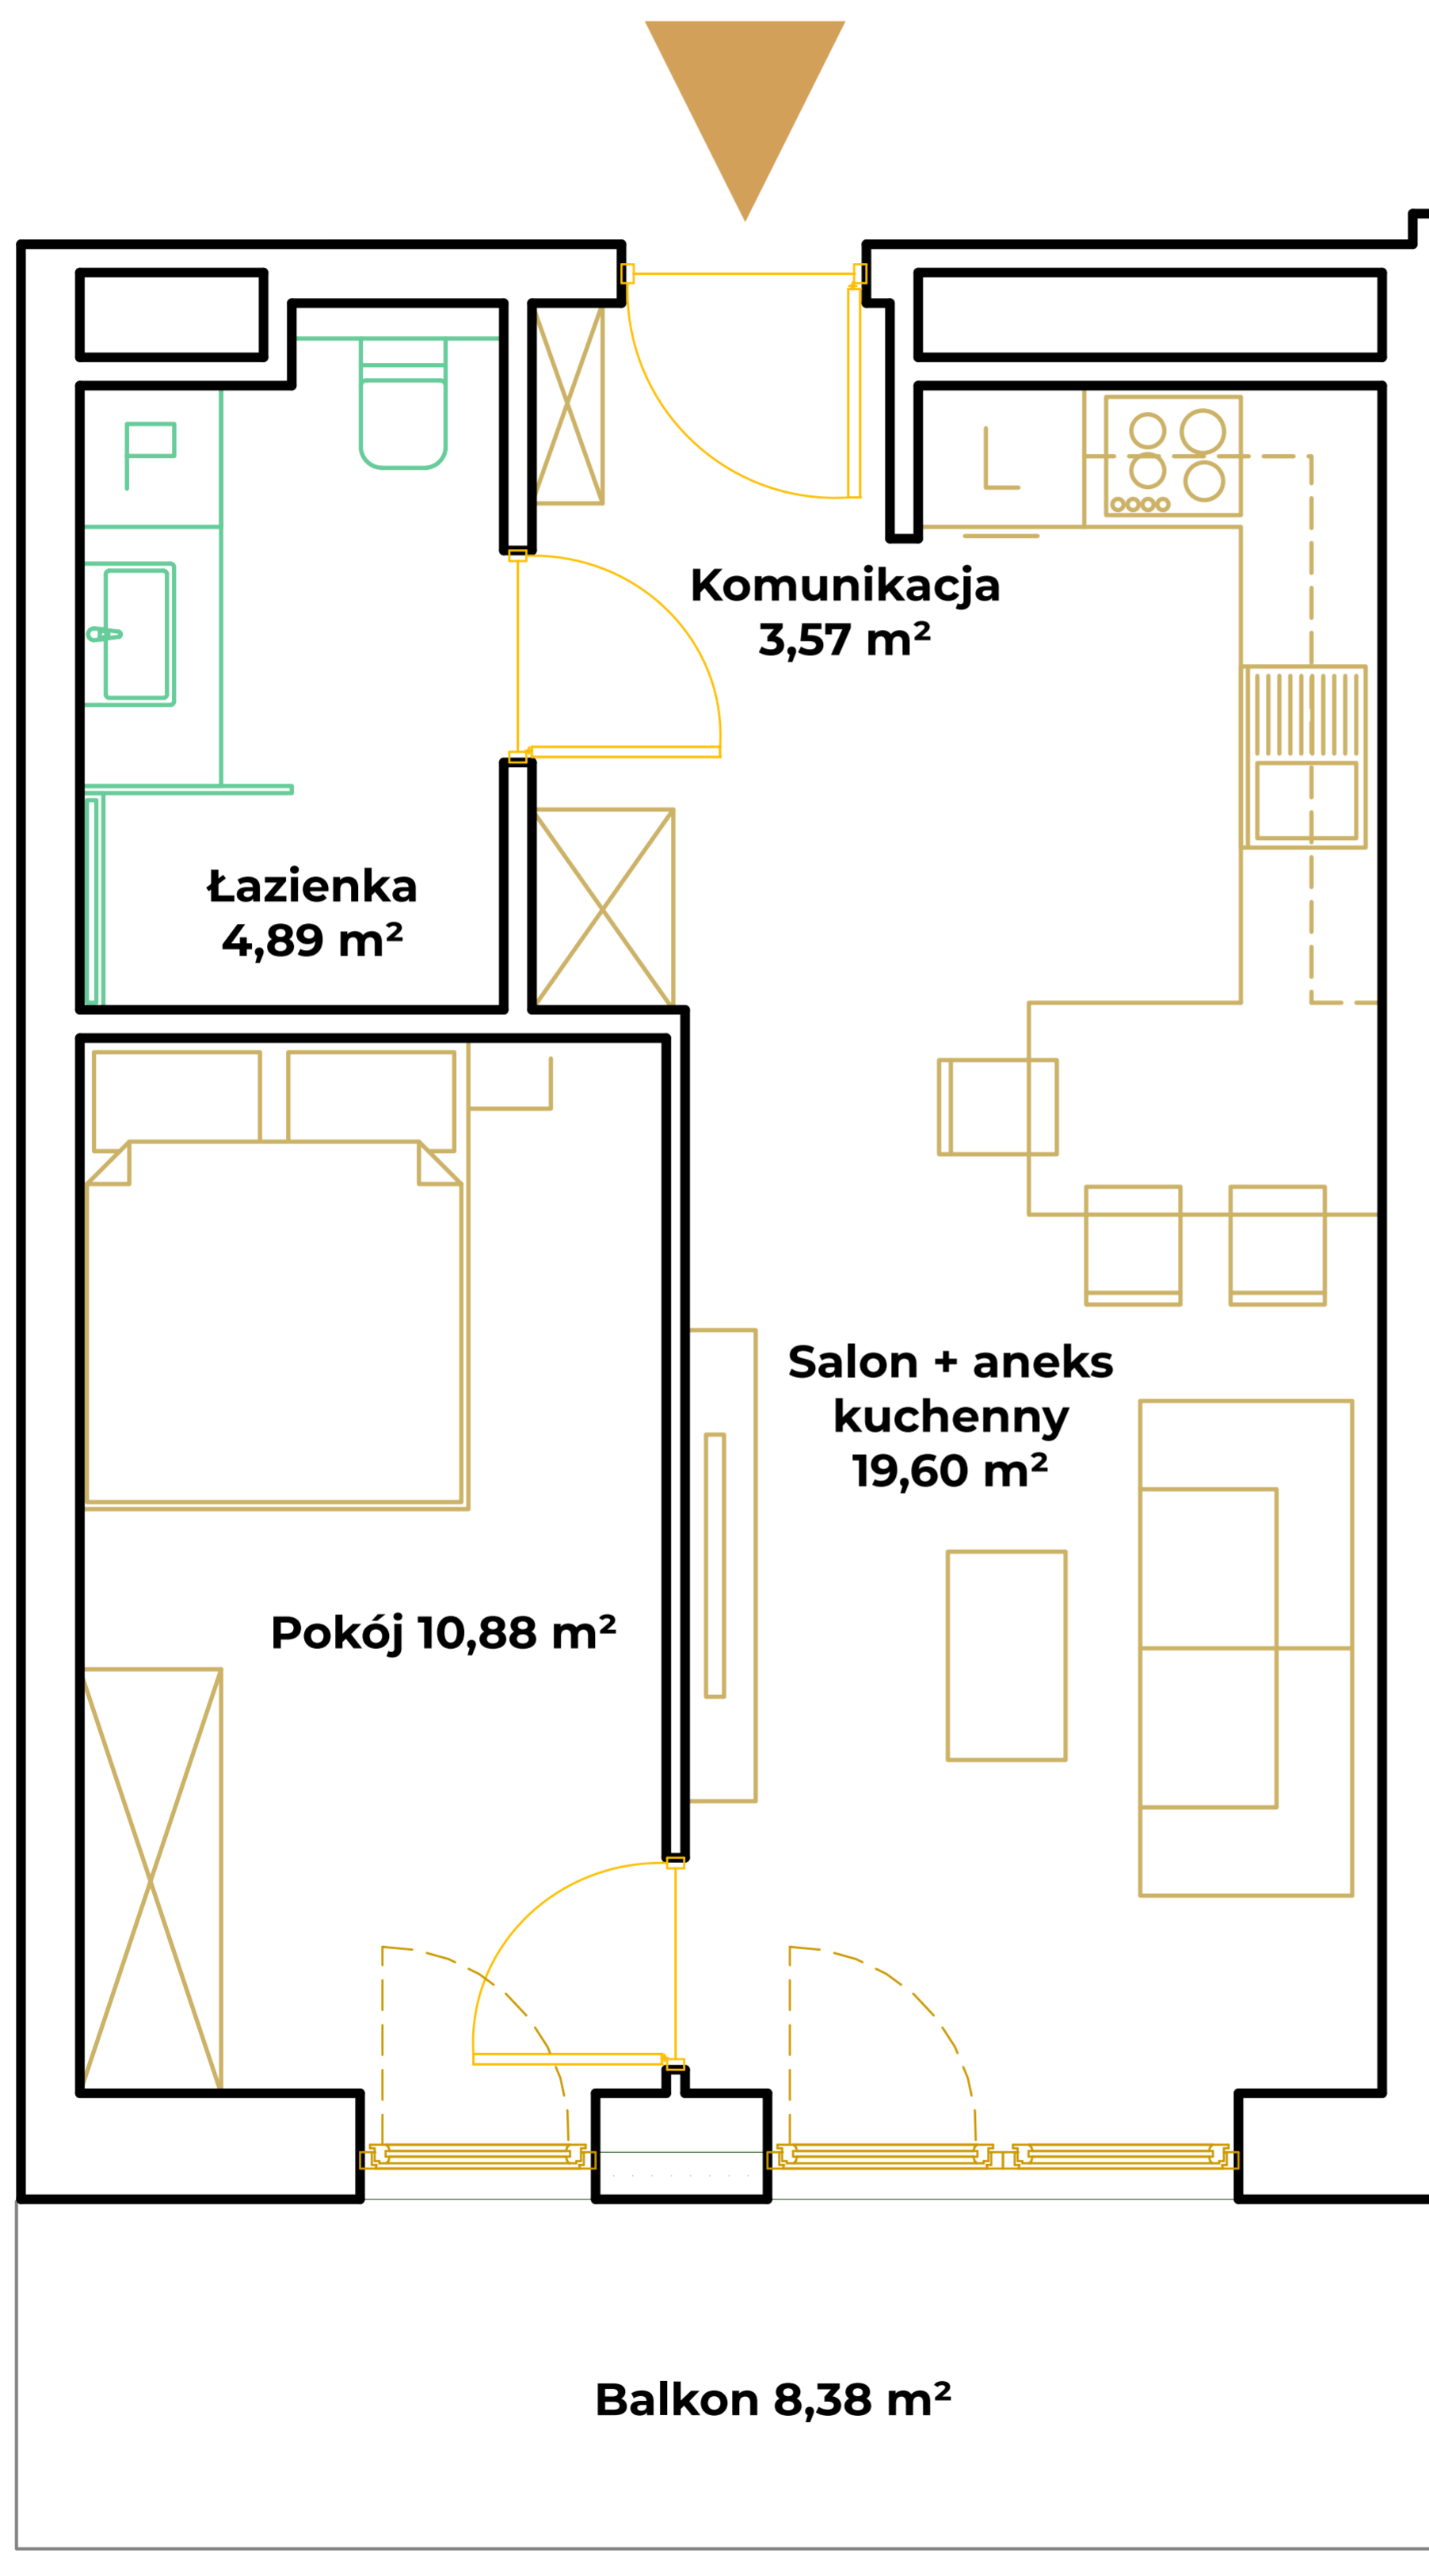 Komunikacja
3,57 m²
Łazienka
4,89 m²
Salon + aneks
kuchenny
19,60 m²
Pokój 10,88 m²
Balkon 8,38 m²